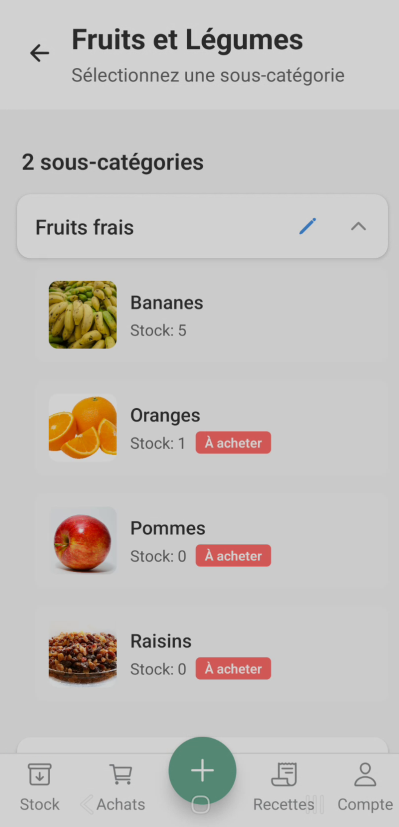 Fruits et Légumes
Sélectionnez une sous-catégorie
2 sous-catégories
Fruits frais
Bananes
Stock: 5
Oranges
Stock: 1 À acheter
Pommes
Stock: 0 À acheter
Raisins
Stock: 0 À acheter
Stock Achats Recettes Compte